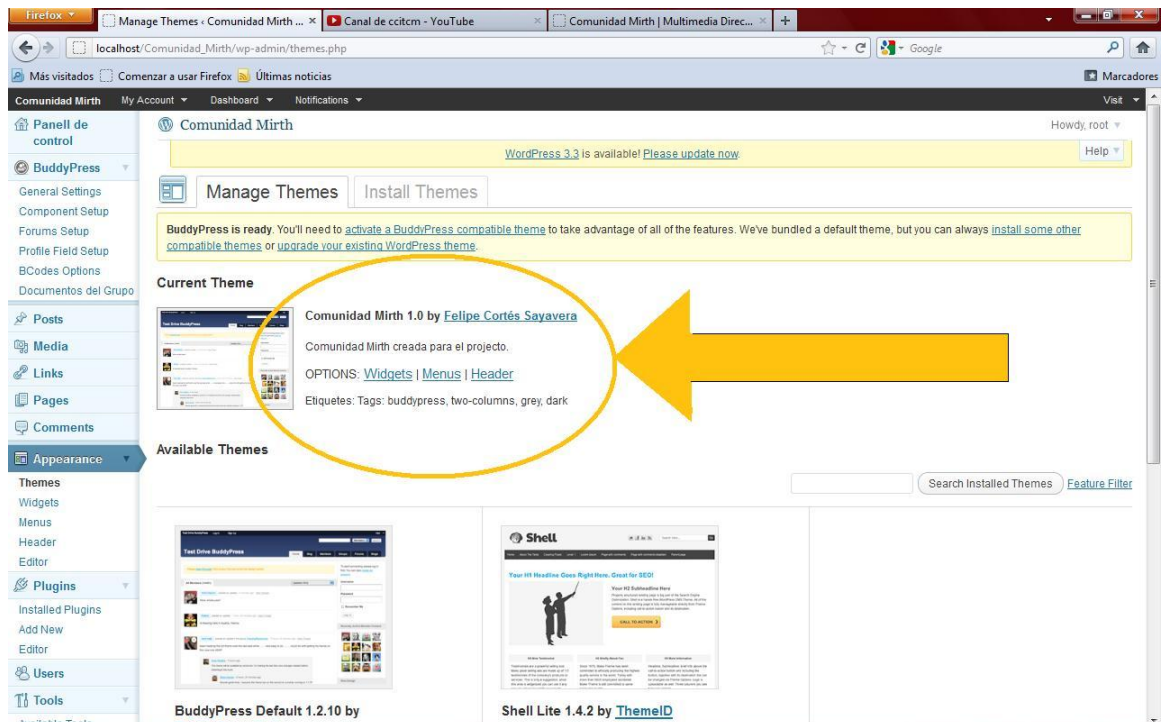 Firefox
Manage Themes ‹ Comunidad Mirth ...
Canal de ccitcm - YouTube
Comunidad Mirth | Multimedia Direc...
localhost/Comunidad_Mirth/wp-admin/themes.php
Google
Más visitados
Comenzar a usar Firefox
Últimas noticias
Marcadores
Comunidad Mirth My Account Dashboard Notifications Visit
Panell de control
BuddyPress
General Settings
Component Setup
Forums Setup
Profile Field Setup
BCodes Options
Documentos del Grupo
Posts
Media
Links
Pages
Comments
Appearance
Themes
Widgets
Menus
Header
Editor
Plugins
Installed Plugins
Add New
Editor
Users
Tools
Comunidad Mirth
Howdy, root
WordPress 3.3 is available! Please update now.
Help
Manage Themes
Install Themes
BuddyPress is ready. You'll need to activate a BuddyPress compatible theme to take advantage of all of the features. We've bundled a default theme, but you can always install some other
compatible themes or upgrade your existing WordPress theme.
Current Theme
Comunidad Mirth 1.0 by Felipe Cortés Sayavera
Comunidad Mirth creada para el projecto.
OPTIONS: Widgets | Menus | Header
Etiquetes: Tags: buddypress, two-columns, grey, dark
Available Themes
Search Installed Themes
Feature Filter
Test Drive BuddyPress
Shell
Your H1 Headline Goes Right Here. Great for SEO!
Your H2 Subheadline Here
CALL TO ACTION
BuddyPress Default 1.2.10 by
Shell Lite 1.4.2 by ThemeID